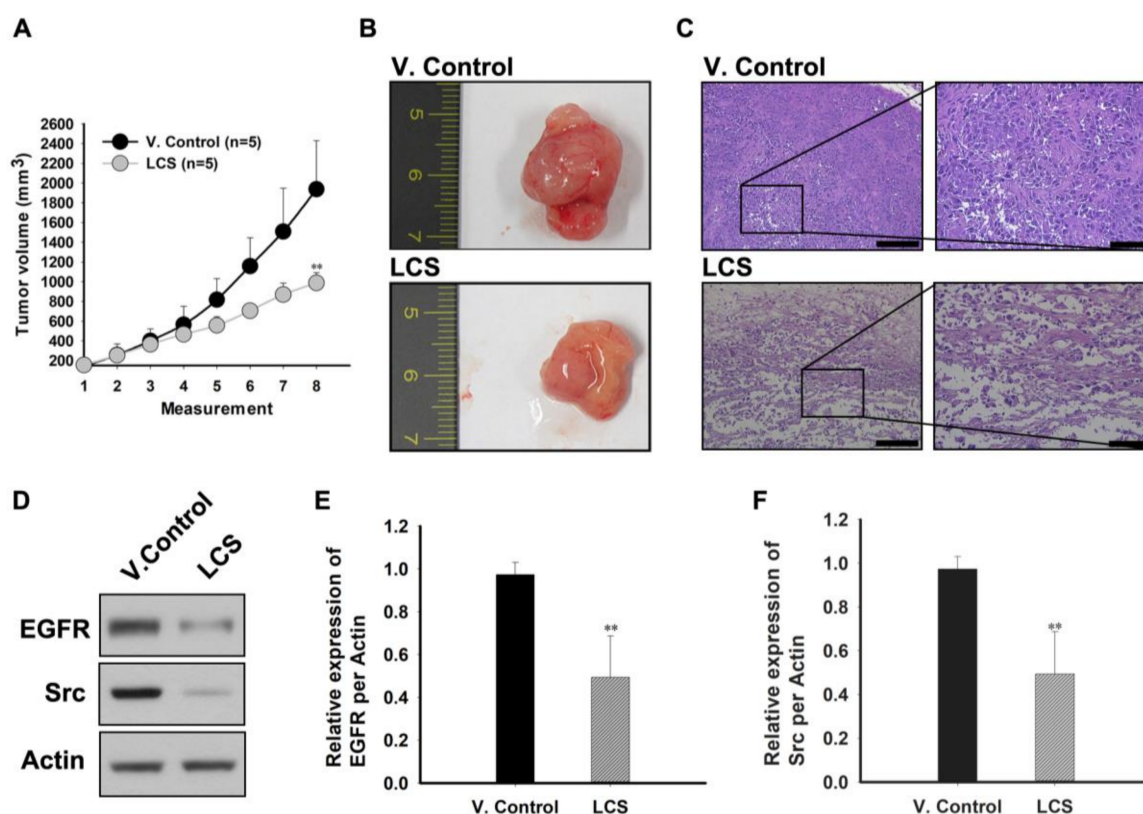 A
Tumor volume (mm3)
2600
2400
2200
2000
1800
1600
1400
1200
1000
800
600
400
200
V. Control (n=5)
LCS (n=5)
**
1 2 3 4 5 6 7 8
Measurement
B
V. Control
5
6
7
LCS
5
6
7
C
V. Control
LCS
D
V.Control
LCS
EGFR
Src
Actin
E
Relative expression of
EGFR per Actin
1.2
1.0
0.8
0.6
0.4
0.2
0.0
**
V. Control LCS
F
Relative expression of
Src per Actin
1.2
1.0
0.8
0.6
0.4
0.2
0.0
**
V. Control LCS